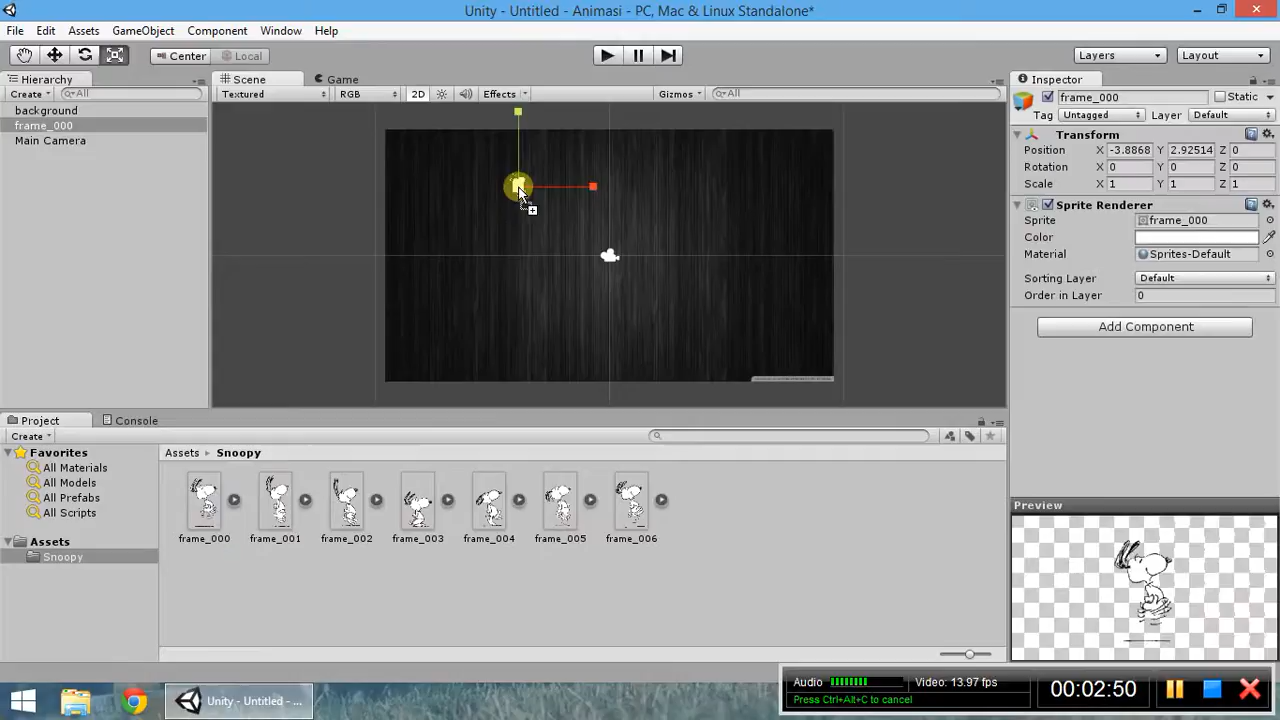 Unity - Untitled - Animasi - PC, Mac & Linux Standalone*
File Edit Assets GameObject Component Window Help
Center Local Layers Layout
Hierarchy Scene Game Inspector
Create All Textured RGB 2D Effects Gizmos All
frame_000 Static
background
Tag Untagged Layer Default
frame_000
Transform
Main Camera
Position X -3.8868 Y 2.92514 Z 0
Rotation X 0 Y 0 Z 0
Scale X 1 Y 1 Z 1
Sprite Renderer
Sprite frame_000
Color
Material Sprites-Default
Sorting Layer Default
Order in Layer 0
Add Component
Project Console
Create
Favorites
All Materials
All Models
All Prefabs
All Scripts
Assets
Snoopy
Assets Snoopy
frame_000 frame_001 frame_002 frame_003 frame_004 frame_005 frame_006
Preview
Unity - Untitled - ...
Audio Video: 13.97 fps
Press Ctrl+Alt+C to cancel
00:02:50